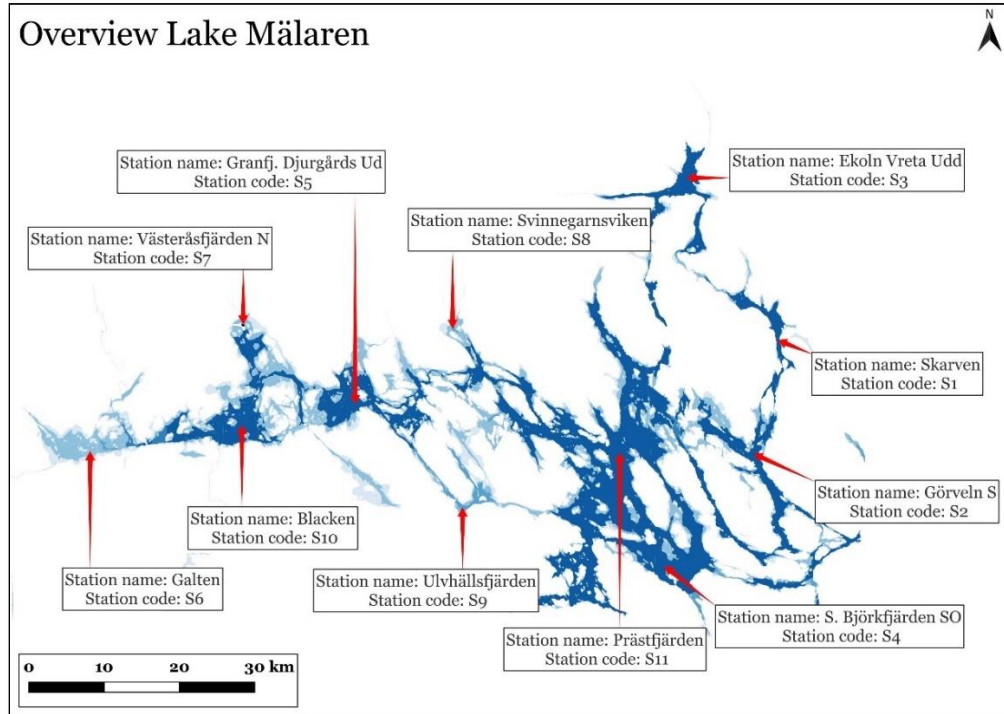 Overview Lake Mälaren
N
Station name: Granfj. Djurgårds Ud
Station code: S5
Station name: Ekoln Vreta Udd
Station code: S3
Station name: Västeråsfjärden N
Station code: S7
Station name: Svinnegarnsviken
Station code: S8
Station name: Skarven
Station code: S1
Station name: Görveln S
Station code: S2
Station name: Blacken
Station code: S10
Station name: Galten
Station code: S6
Station name: Ulvhällsfjärden
Station code: S9
Station name: S. Björkfjärden SO
Station code: S4
Station name: Prästfjärden
Station code: S11
0 10 20 30 km